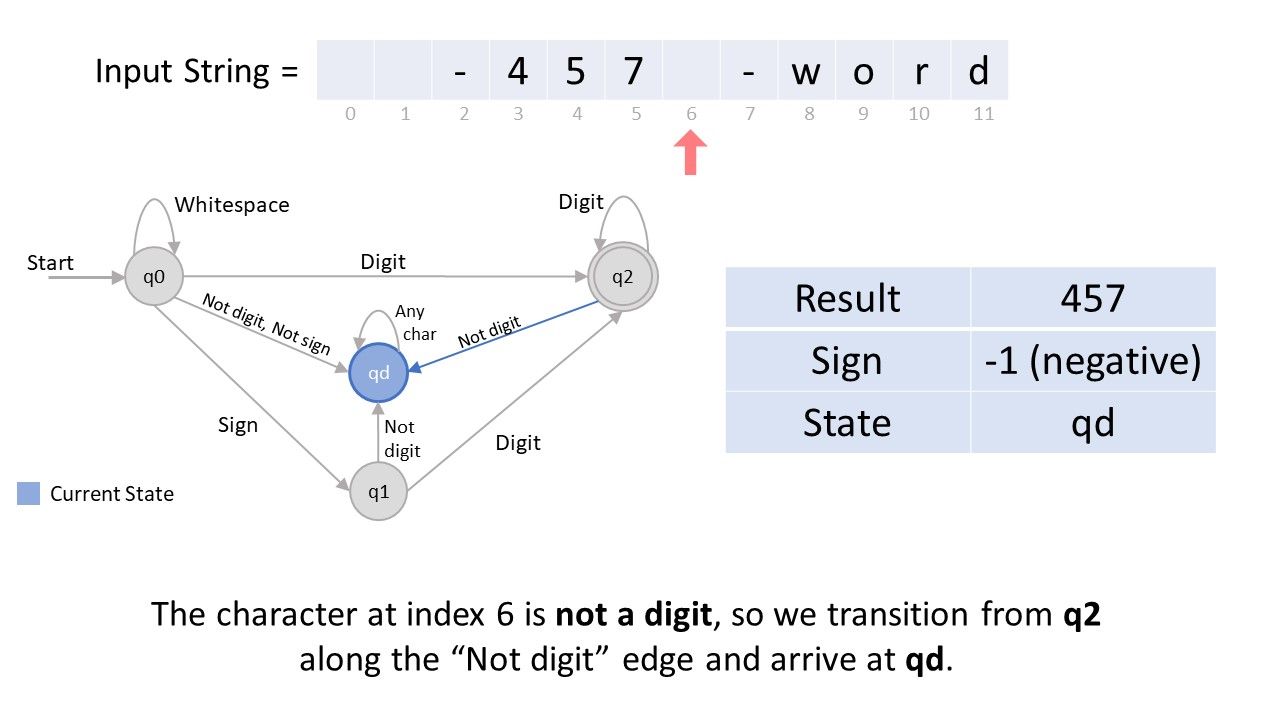 Input String = - 4 5 7 - w o r d
0 1 2 3 4 5 6 7 8 9 10 11
Whitespace
Digit
Start
q0
Digit
q2
Not digit, Not sign
Any
char
Not digit
qd
Sign
Not
digit
Digit
q1
Current State
Result 457
Sign -1 (negative)
State qd
The character at index 6 is not a digit, so we transition from q2
along the “Not digit” edge and arrive at qd.